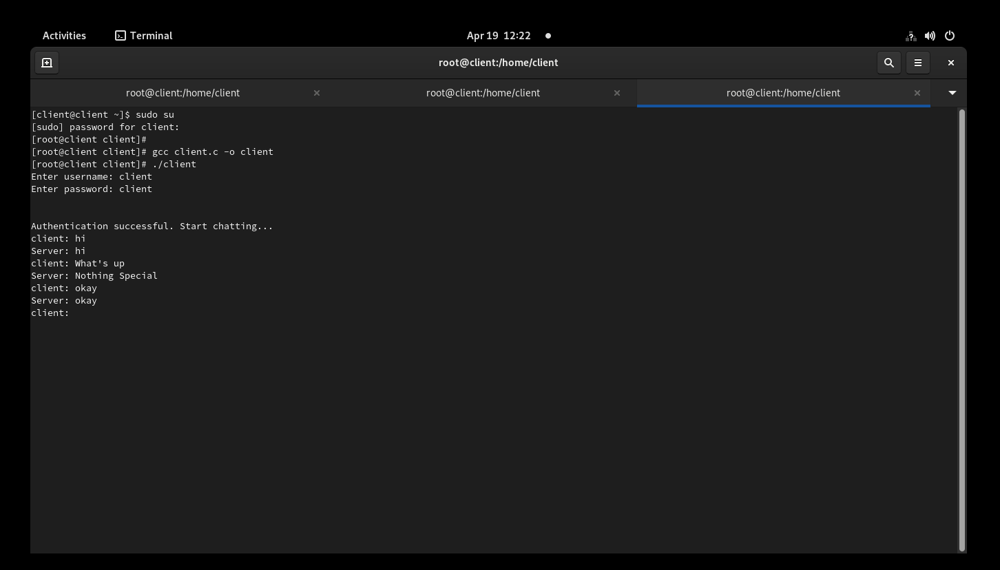 Activities Terminal Apr 19 12:22
root@client:/home/client
root@client:/home/client root@client:/home/client root@client:/home/client
[client@client ~]$ sudo su
[sudo] password for client:
[root@client client]#
[root@client client]# gcc client.c -o client
[root@client client]# ./client
Enter username: client
Enter password: client
Authentication successful. Start chatting...
client: hi
Server: hi
client: What's up
Server: Nothing Special
client: okay
Server: okay
client: